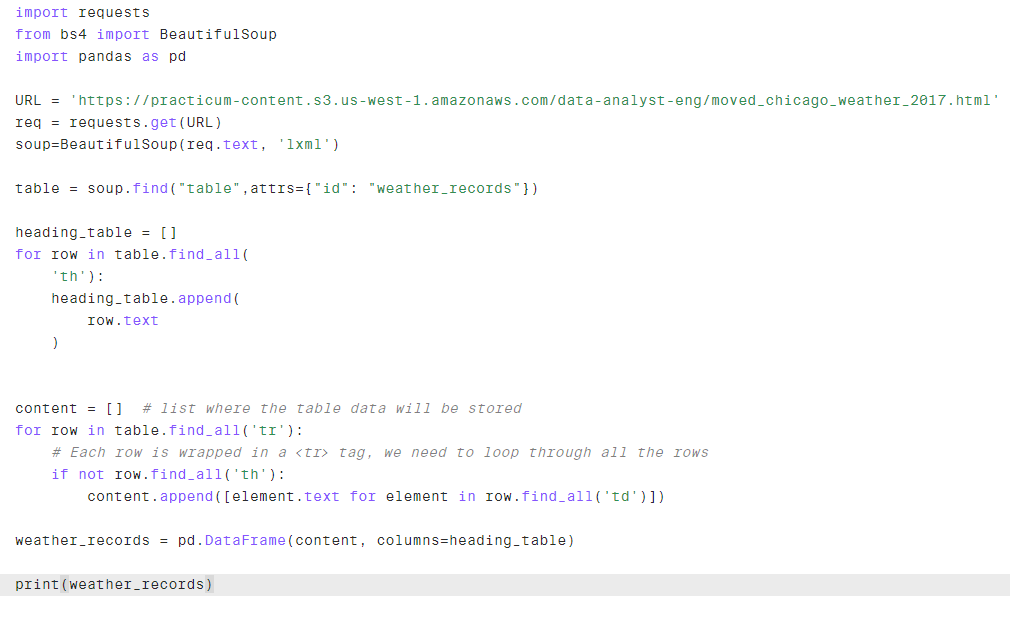 import requests
from bs4 import BeautifulSoup
import pandas as pd
URL = 'https://practicum-content.s3.us-west-1.amazonaws.com/data-analyst-eng/moved_chicago_weather_2017.html'
req = requests.get(URL)
soup=BeautifulSoup(req.text, 'lxml')
table = soup.find("table",attrs={"id": "weather_records"})
heading_table = []
for row in table.find_all(
    'th'):
    heading_table.append(
        row.text
    )
content = []  # list where the table data will be stored
for row in table.find_all('tr'):
    # Each row is wrapped in a <tr> tag, we need to loop through all the rows
    if not row.find_all('th'):
        content.append([element.text for element in row.find_all('td')])
weather_records = pd.DataFrame(content, columns=heading_table)
print(weather_records)